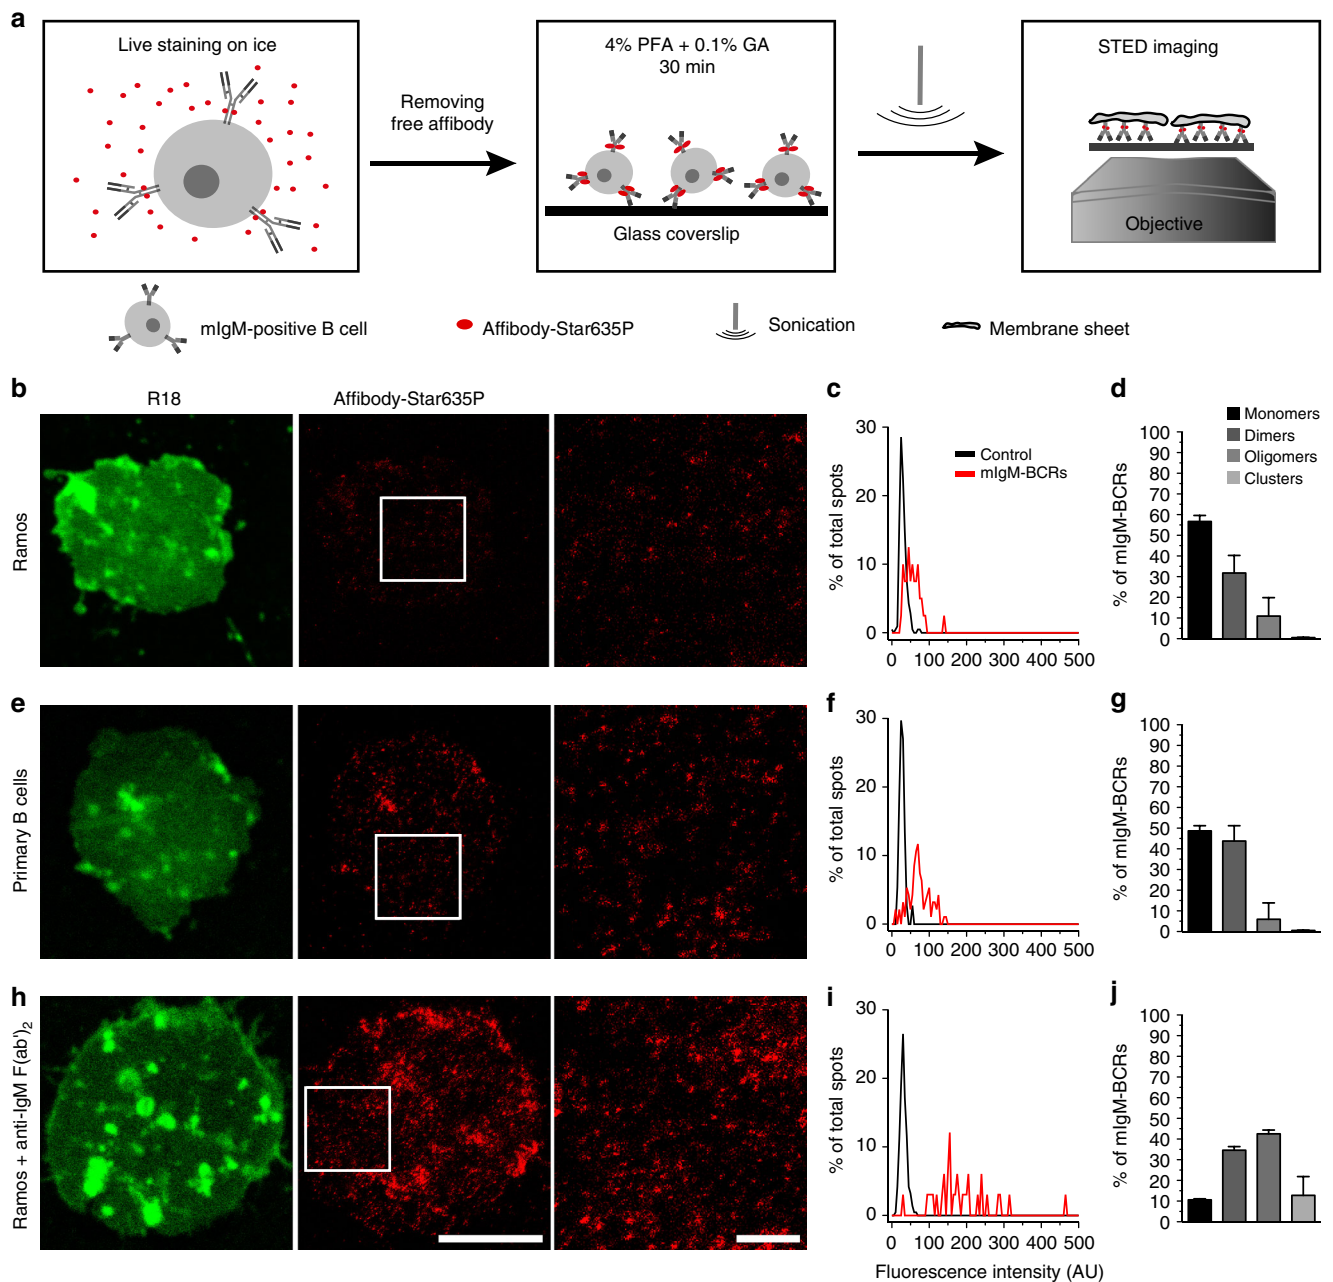 a
Live staining on ice
Removing
free affibody
4% PFA + 0.1% GA
30 min
Glass coverslip
STED imaging
Objective
mIgM-positive B cell
Affibody-Star635P
Sonication
Membrane sheet
b
R18
Affibody-Star635P
Ramos
c
% of total spots
30
20
10
0
Control
mIgM-BCRs
0 100 200 300 400 500
d
% of mIgM-BCRs
100
90
80
70
60
50
40
30
20
10
0
Monomers
Dimers
Oligomers
Clusters
e
Primary B cells
f
% of total spots
30
20
10
0
0 100 200 300 400 500
g
% of mIgM-BCRs
100
90
80
70
60
50
40
30
20
10
0
h
Ramos + anti-IgM F(ab')₂
i
% of total spots
30
20
10
0
0 100 200 300 400 500
Fluorescence intensity (AU)
j
% of mIgM-BCRs
100
90
80
70
60
50
40
30
20
10
0